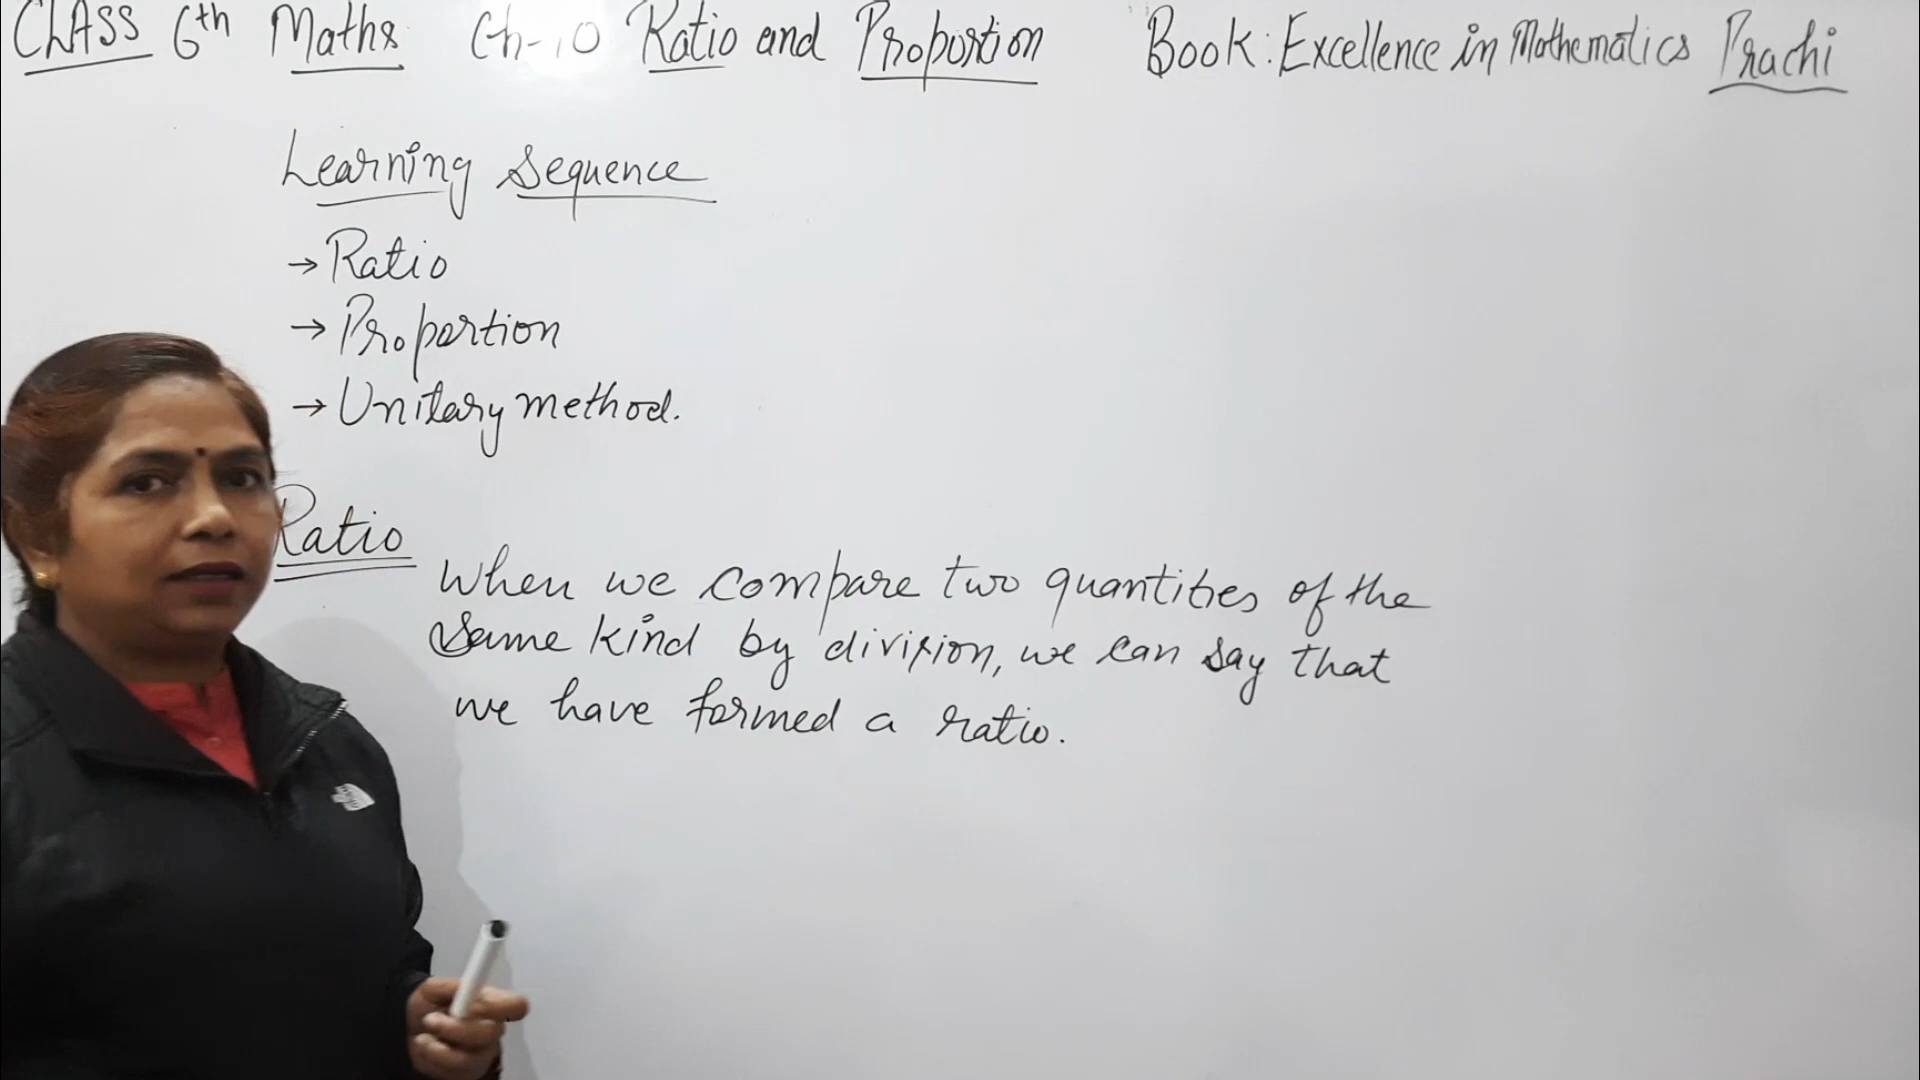 CLASS 6th Maths Ch-10 Ratio and Proportion Book: Excellence in Mathematics Prachi
Learning Sequence
→ Ratio
→ Proportion
→ Unitary method.
Ratio
When we compare two quantities of the
same kind by division, we can say that
we have formed a ratio.